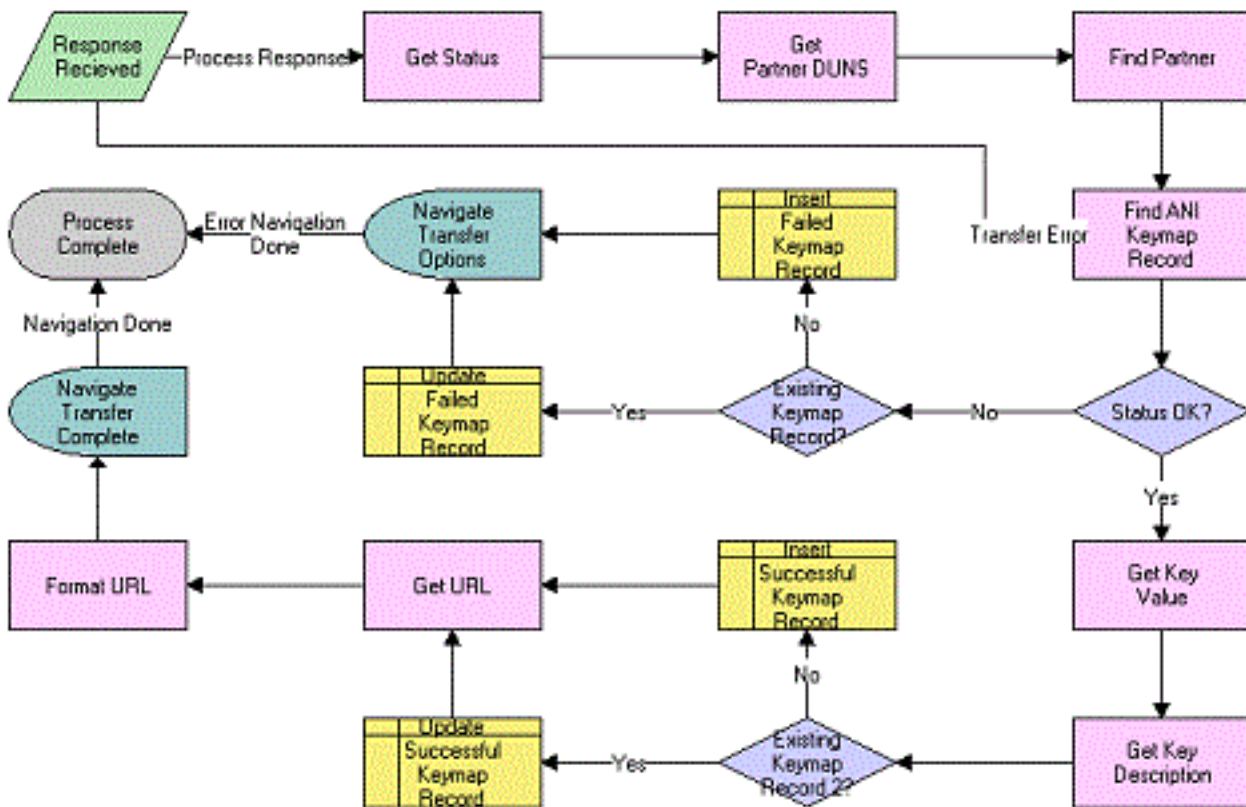 Response
Recieved
Process Response
Get Status
Get
Partner DUNS
Find Partner
Process
Complete
Error Navigation
Done
Navigate
Transfer
Options
Insert
Failed
Keymap
Record
Transfer Error
Find ANI
Keymap
Record
Navigation Done
No
Navigate
Transfer
Complete
Update
Failed
Keymap
Record
Yes
Existing
Keymap
Record?
No
Status OK?
Yes
Format URL
Get URL
Insert
Successful
Keymap
Record
Get Key
Value
No
Update
Successful
Keymap
Record
Yes
Existing
Keymap
Record 2?
Get Key
Description